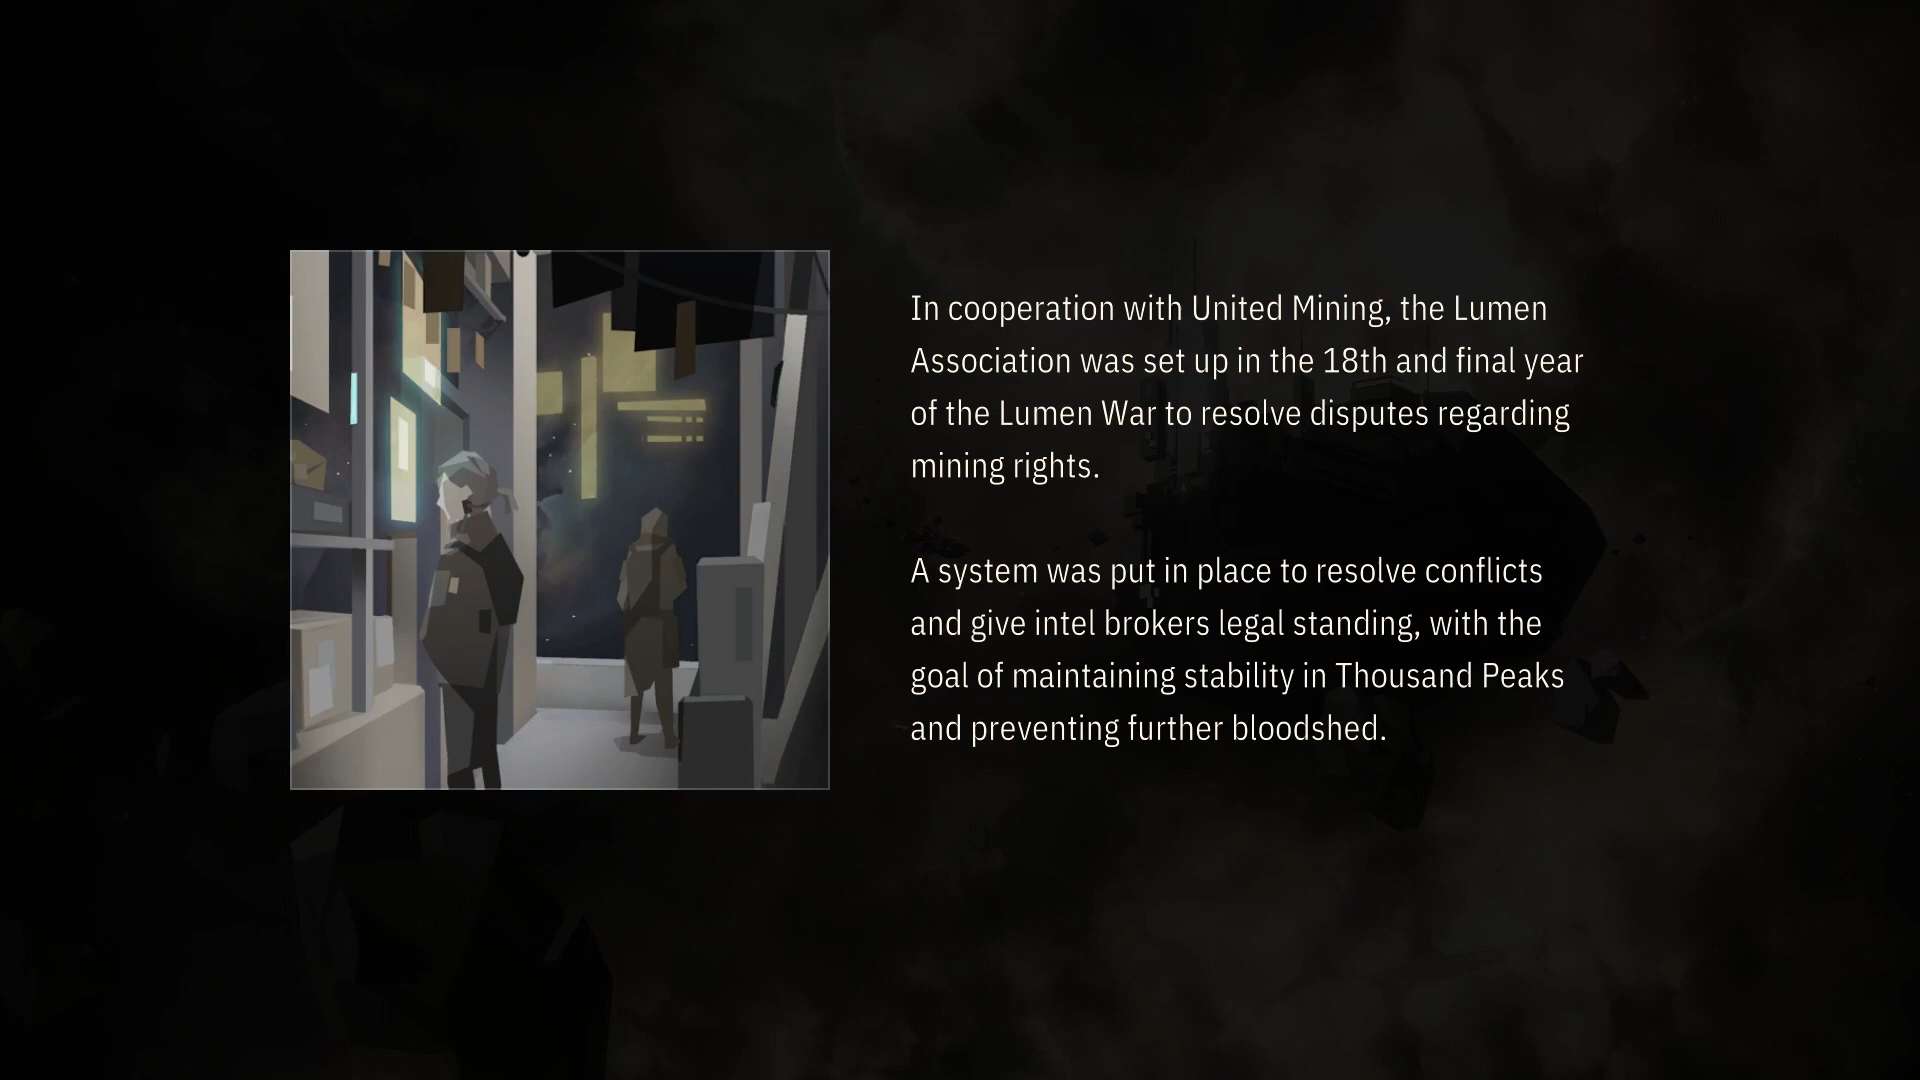 In cooperation with United Mining, the Lumen
Association was set up in the 18th and final year
of the Lumen War to resolve disputes regarding
mining rights.
A system was put in place to resolve conflicts
and give intel brokers legal standing, with the
goal of maintaining stability in Thousand Peaks
and preventing further bloodshed.